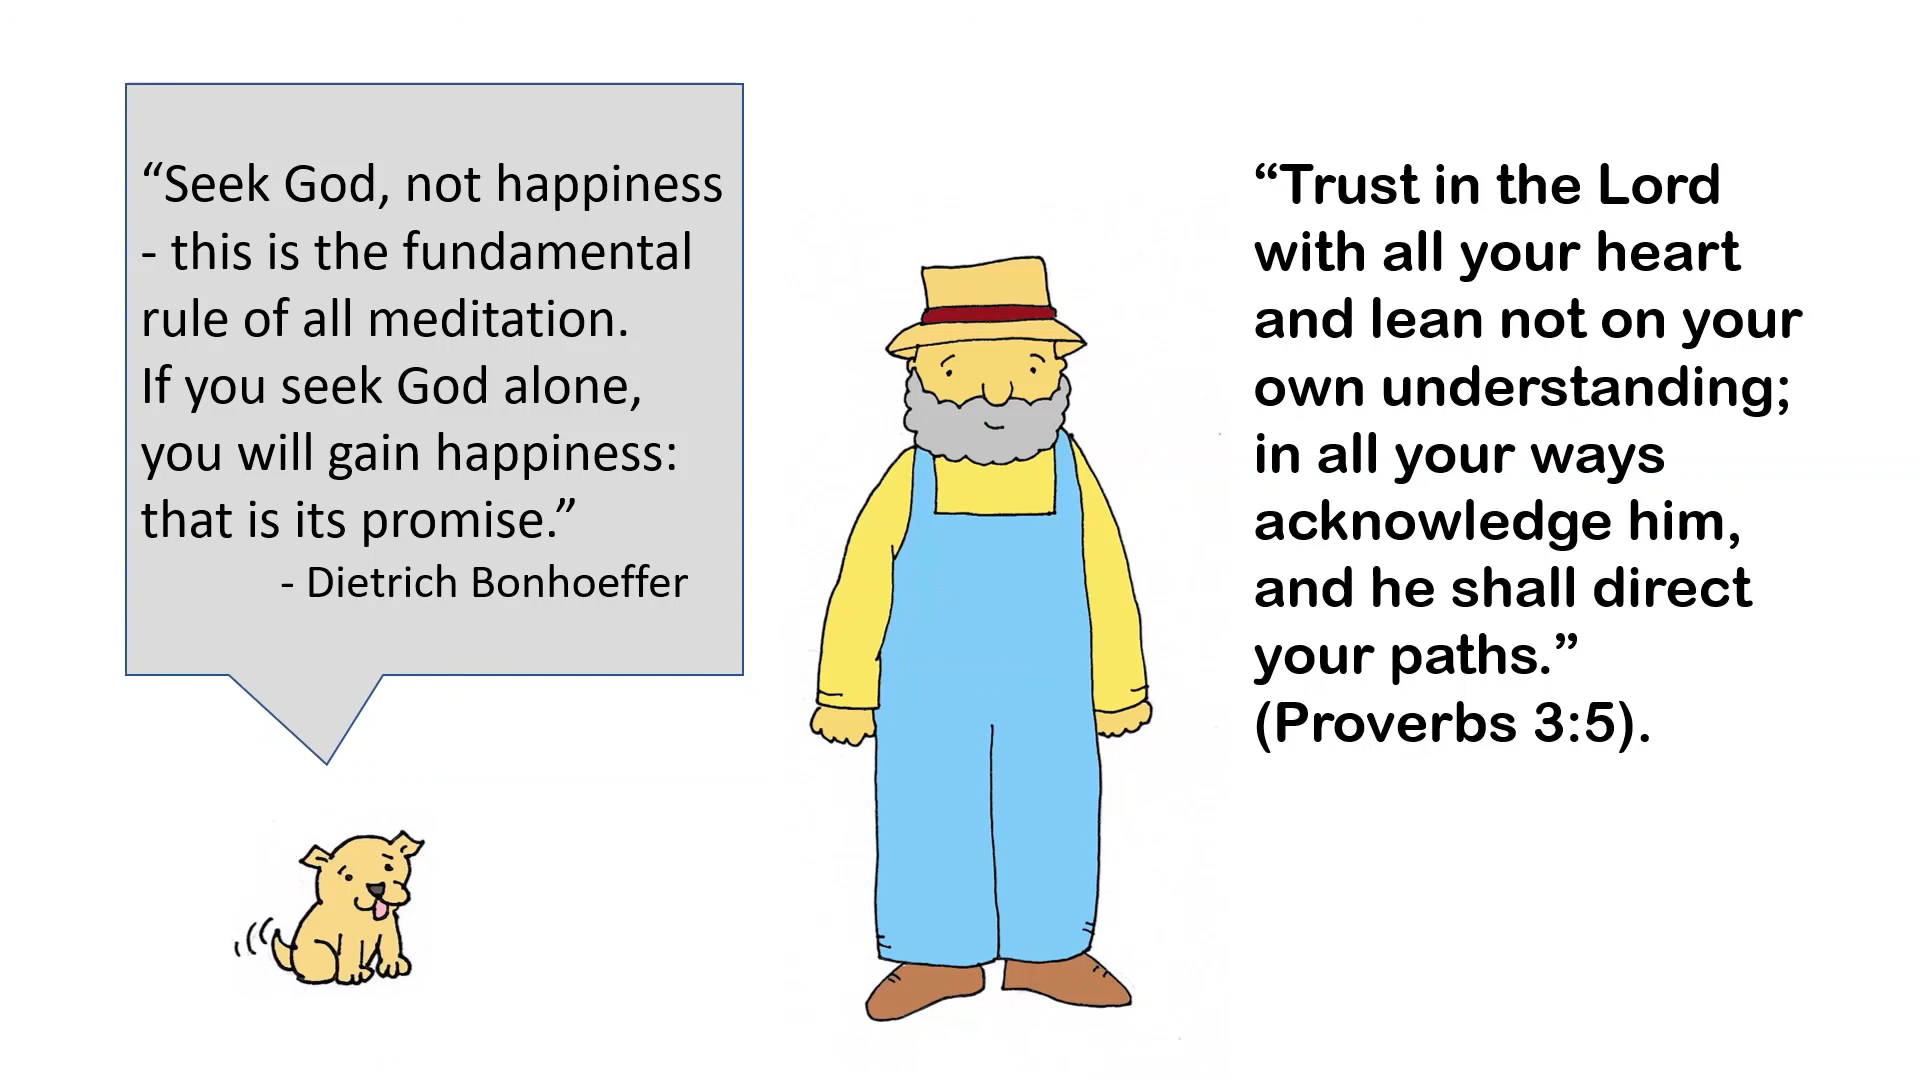 “Seek God, not happiness
- this is the fundamental
rule of all meditation.
If you seek God alone,
you will gain happiness:
that is its promise.”
- Dietrich Bonhoeffer
“Trust in the Lord
with all your heart
and lean not on your
own understanding;
in all your ways
acknowledge him,
and he shall direct
your paths.”
(Proverbs 3:5).